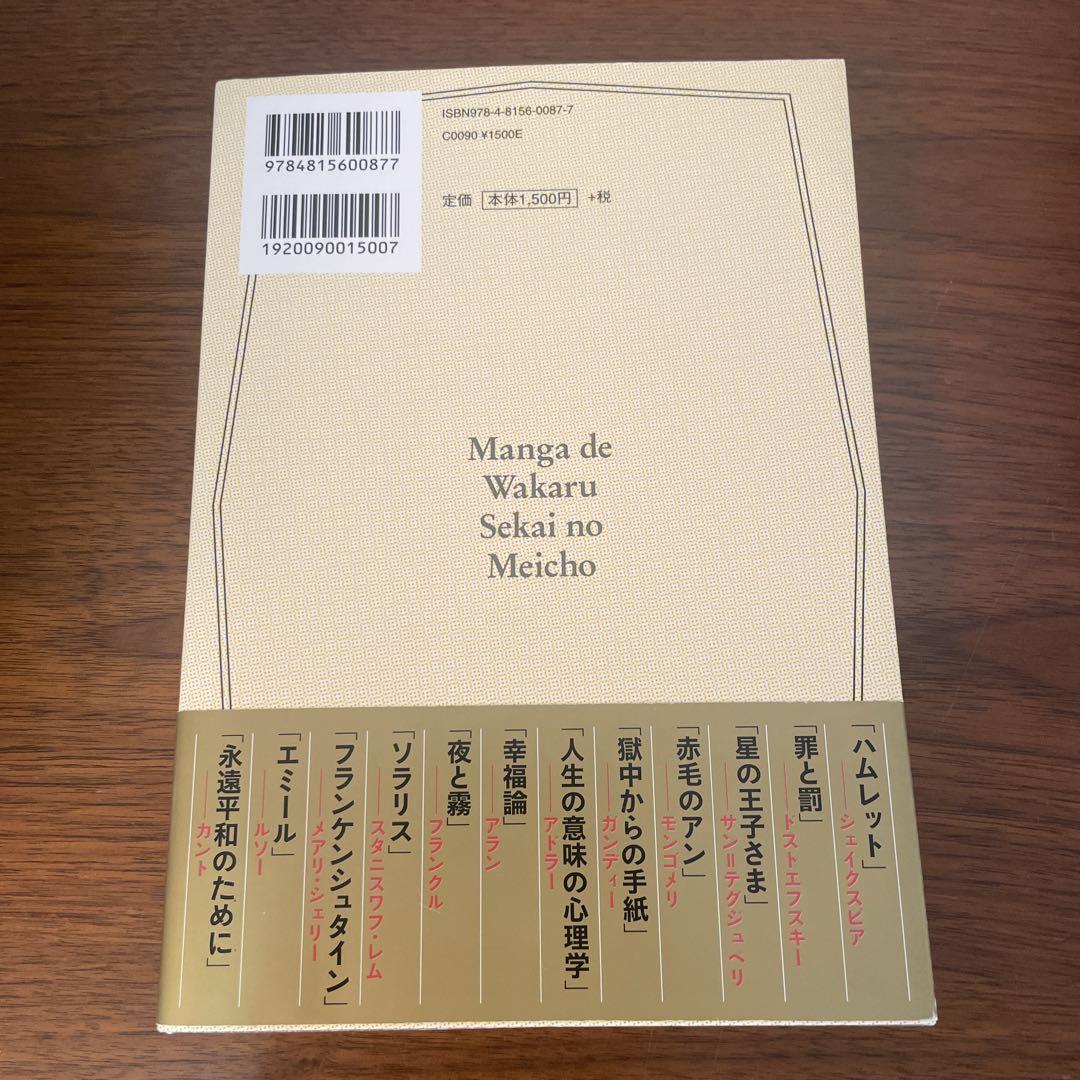 9784815600877
1920090015007
ISBN978-4-8156-0087-7
C0090 ¥1500E
定価 本体1,500円 +税
Manga de
Wakaru
Sekai no
Meicho
「ハムレット」
――シェイクスピア
「罪と罰」
――ドストエフスキー
「星の王子さま」
――サン=テグジュペリ
「赤毛のアン」
――モンゴメリ
「獄中からの手紙」
――ガンディー
「人生の意味の心理学」
――アドラー
「幸福論」
――アラン
「夜と霧」
――フランクル
「ソラリス」
――スタニスワフ・レム
「フランケンシュタイン」
――メアリ・シェリー
「エミール」
――ルソー
「永遠平和のために」
――カント